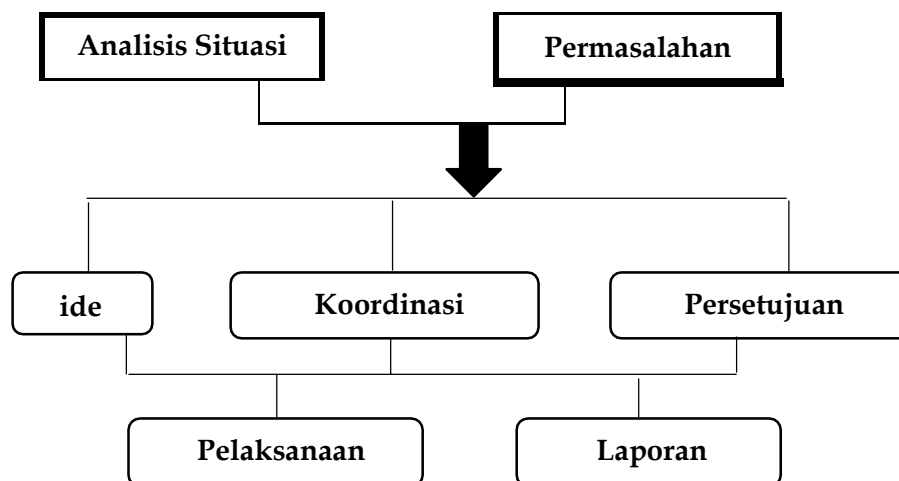 Analisis Situasi
Permasalahan
ide
Koordinasi
Persetujuan
Pelaksanaan
Laporan